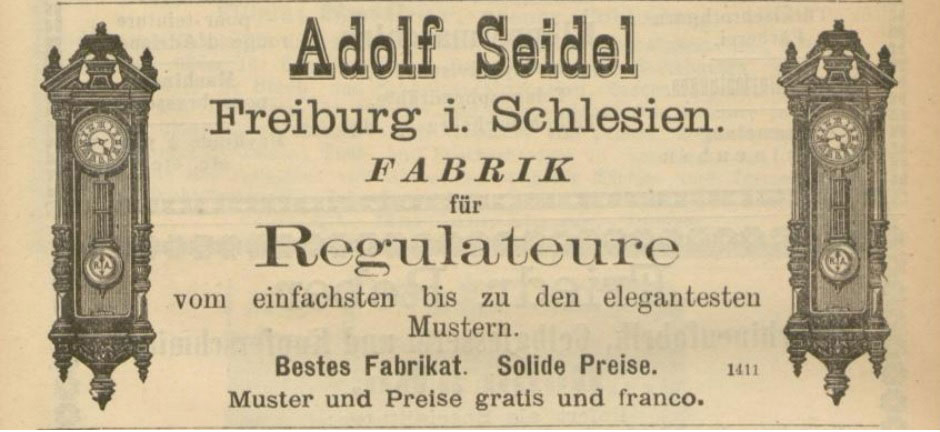 Adolf Seidel
Freiburg i. Schlesien.
FABRIK
für
Regulateure
vom einfachsten bis zu den elegantesten
Mustern.
Bestes Fabrikat. Solide Preise. 1411
Muster und Preise gratis und franco.